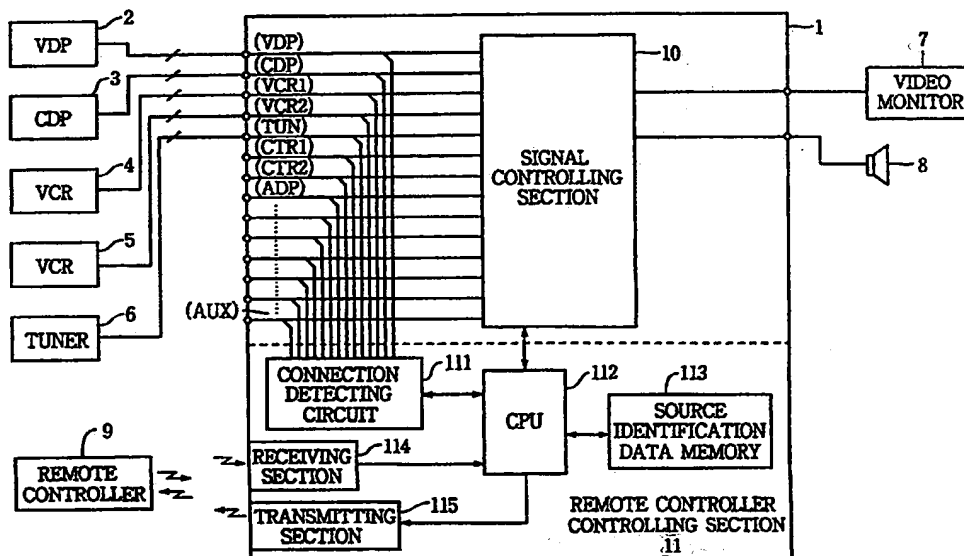 2
VDP
3
CDP
4
VCR
5
VCR
6
TUNER
(VDP)
(CDP)
(VCR1)
(VCR2)
(TUN)
(CTR1)
(CTR2)
(ADP)
(AUX)
10
SIGNAL
CONTROLLING
SECTION
1
7
VIDEO
MONITOR
8
111
CONNECTION
DETECTING
CIRCUIT
112
CPU
113
SOURCE
IDENTIFICATION
DATA MEMORY
9
REMOTE
CONTROLLER
114
RECEIVING
SECTION
115
TRANSMITTING
SECTION
REMOTE CONTROLLER
CONTROLLING SECTION
11